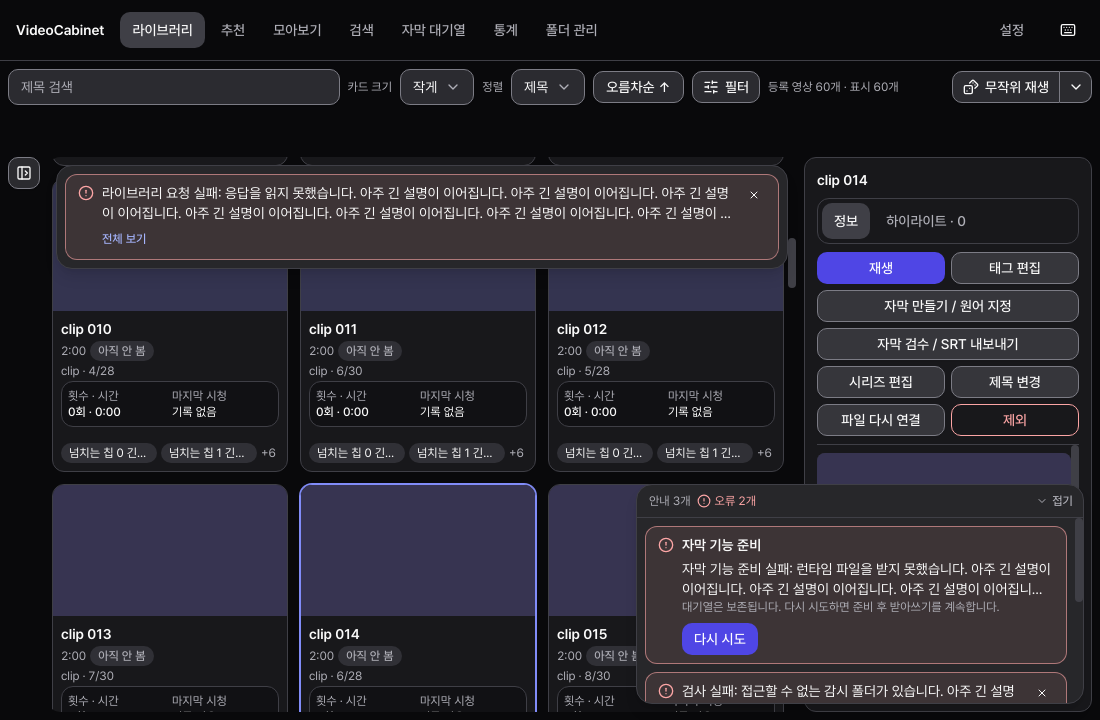 VideoCabinet 라이브러리 추천 모아보기 검색 자막 대기열 통계 폴더 관리 설정
제목 검색 카드 크기 작게 정렬 제목 오름차순 ↑ 필터 등록 영상 60개 · 표시 60개 무작위 재생
라이브러리 요청 실패: 응답을 읽지 못했습니다. 아주 긴 설명이 이어집니다. 아주 긴 설명이 이어집니다. 아주 긴 설명
이 이어집니다. 아주 긴 설명이 이어집니다. 아주 긴 설명이 이어집니다. 아주 긴 설명이 이어집니다. 아주 긴 설명이 ...
전체 보기
clip 010
2:00 아직 안 봄
clip · 4/28
횟수 · 시간 마지막 시청
0회 · 0:00 기록 없음
넘치는 칩 0 긴... 넘치는 칩 1 긴... +6
clip 011
2:00 아직 안 봄
clip · 6/30
횟수 · 시간 마지막 시청
0회 · 0:00 기록 없음
넘치는 칩 0 긴... 넘치는 칩 1 긴... +6
clip 012
2:00 아직 안 봄
clip · 5/28
횟수 · 시간 마지막 시청
0회 · 0:00 기록 없음
넘치는 칩 0 긴... 넘치는 칩 1 긴... +6
clip 013
2:00 아직 안 봄
clip · 7/30
횟수 · 시간 마지막 시청
clip 014
2:00 아직 안 봄
clip · 6/28
횟수 · 시간 마지막 시청
clip 015
2:00 아직 안 봄
clip · 8/30
횟수 · 시간
clip 014
정보 하이라이트 · 0
재생 태그 편집
자막 만들기 / 원어 지정
자막 검수 / SRT 내보내기
시리즈 편집 제목 변경
파일 다시 연결 제외
안내 3개 오류 2개 접기
자막 기능 준비
자막 기능 준비 실패: 런타임 파일을 받지 못했습니다. 아주 긴 설명이
이어집니다. 아주 긴 설명이 이어집니다. 아주 긴 설명이 이어집니...
대기열은 보존됩니다. 다시 시도하면 준비 후 받아쓰기를 계속합니다.
다시 시도
검사 실패: 접근할 수 없는 감시 폴더가 있습니다. 아주 긴 설명